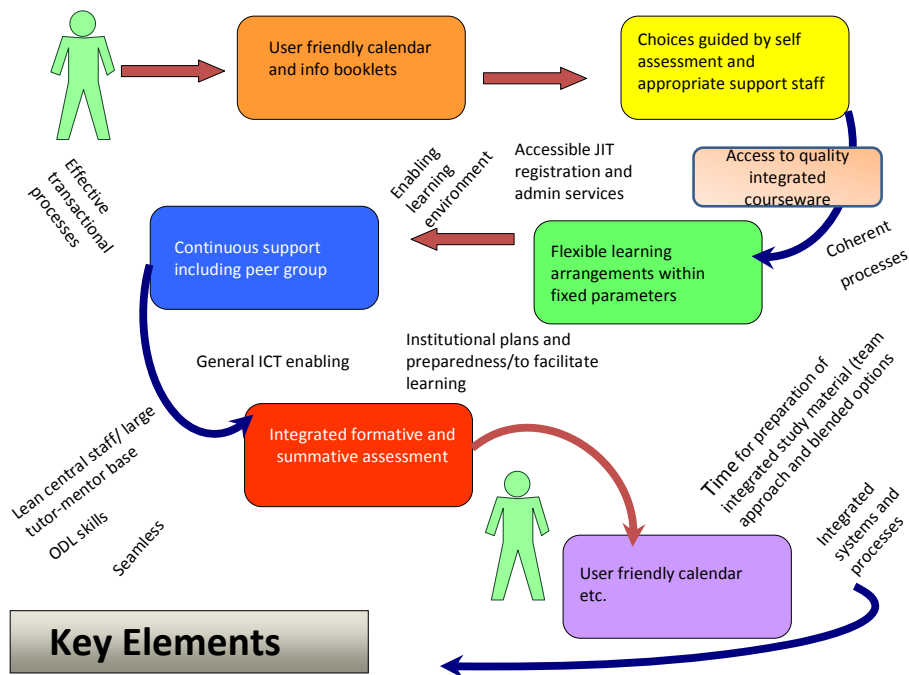 User friendly calendar
and info booklets
Choices guided by self
assessment and
appropriate support staff
Effective
transactional
processes
Enabling
learning
environment
Accessible JIT
registration and
admin services
Access to quality
integrated
courseware
Continuous support
including peer group
Flexible learning
arrangements within
fixed parameters
Coherent
processes
General ICT enabling
Institutional plans and
preparedness/to facilitate
learning
Time for preparation of
integrated study material (team
approach and blended options
Integrated formative and
summative assessment
Lean central staff/ large
tutor-mentor base
ODL skills
Seamless
Integrated
systems and
processes
User friendly calendar
etc.
Key Elements